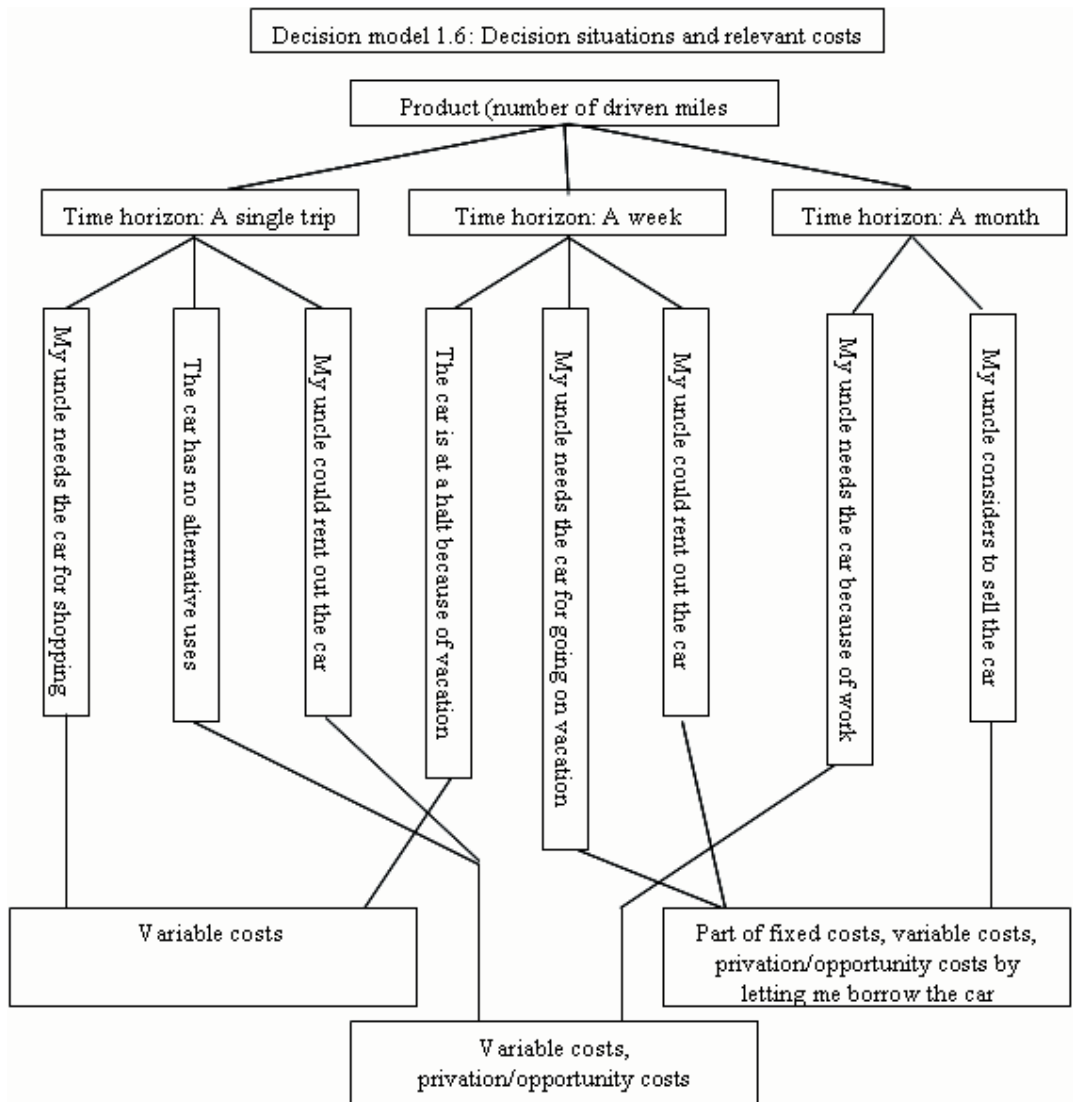 Decision model 1.6: Decision situations and relevant costs
Product (number of driven miles
Time horizon: A single trip
Time horizon: A week
Time horizon: A month
My uncle needs the car for shopping
The car has no alternative uses
My uncle could rent out the car
The car is at a halt because of vacation
My uncle needs the car for going on vacation
My uncle could rent out the car
My uncle needs the car because of work
My uncle considers to sell the car
Variable costs
Part of fixed costs, variable costs,
privation/opportunity costs by
letting me borrow the car
Variable costs,
privation/opportunity costs